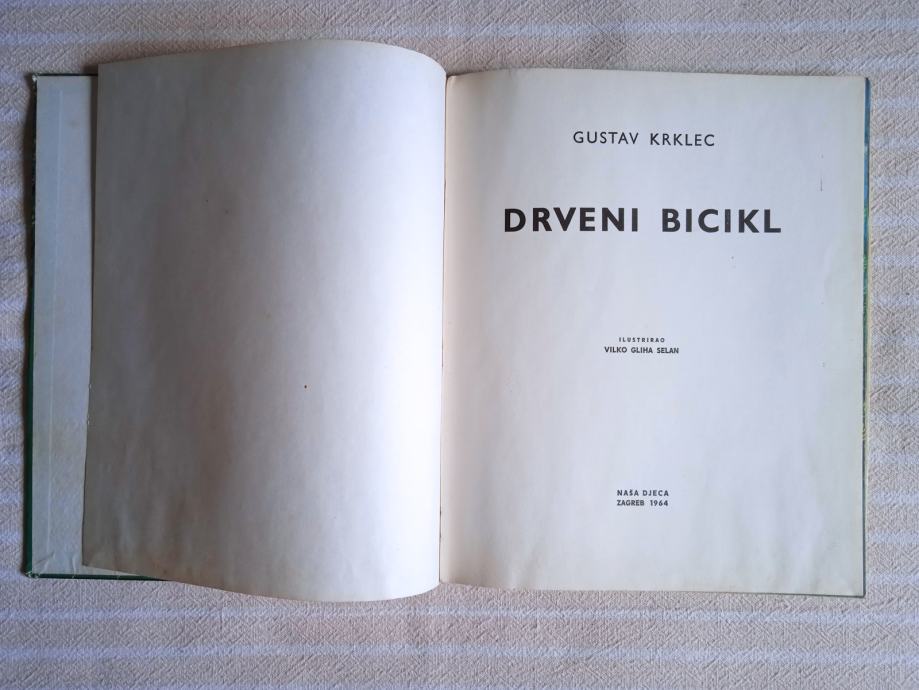 GUSTAV KRKLEC
DRVENI BICIKL
ILUSTRIRAO
VILKO GLIHA SELAN
NAŠA DJECA
ZAGREB 1964